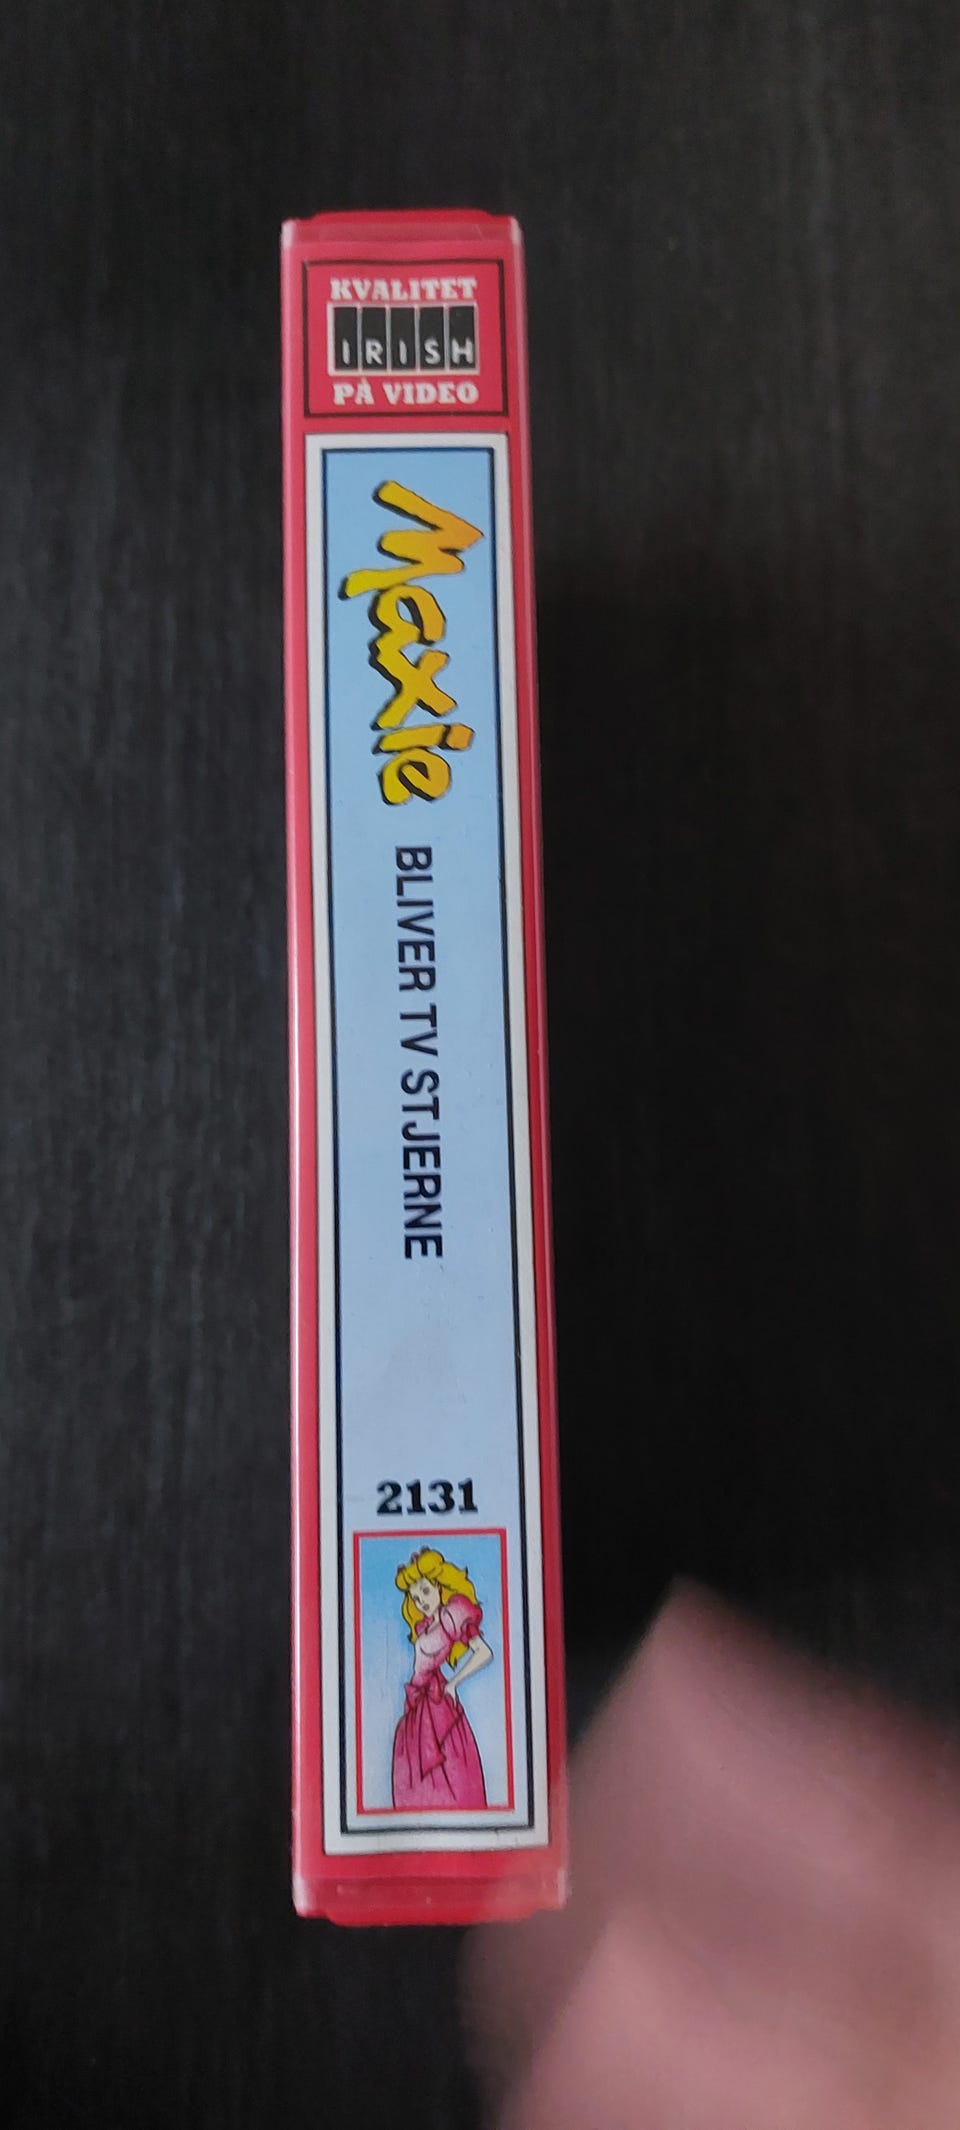 KVALITET
IRISH
PÅ VIDEO
Maxie
BLIVER TV STJERNE
2131